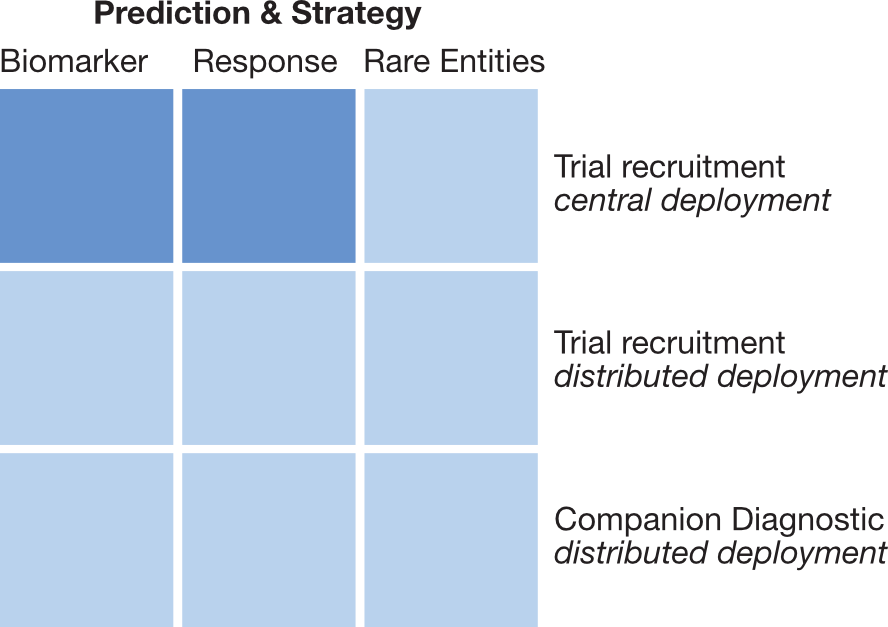 Prediction & Strategy
Biomarker Response Rare Entities
Trial recruitment
central deployment
Trial recruitment
distributed deployment
Companion Diagnostic
distributed deployment